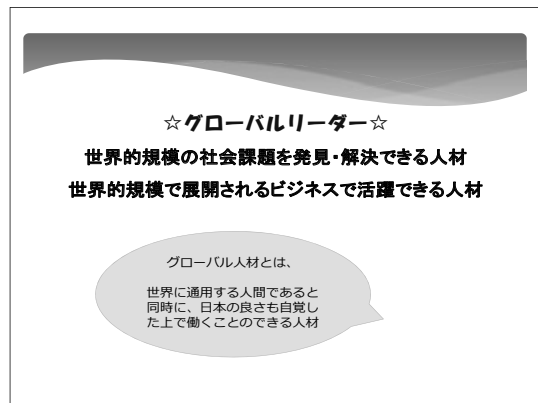 ☆グローバルリーダー☆
世界的規模の社会課題を発見・解決できる人材
世界的規模で展開されるビジネスで活躍できる人材
グローバル人材とは、
世界に通用する人間であると
同時に、日本の良さも自覚し
た上で働くことのできる人材